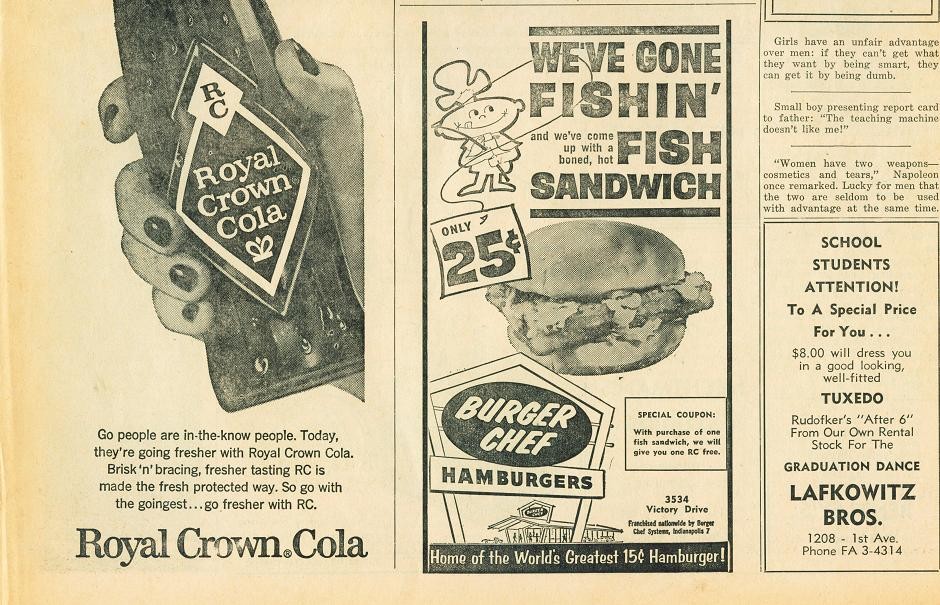 R
C
Royal
Crown
Cola
Go people are in-the-know people. Today,
they're going fresher with Royal Crown Cola.
Brisk 'n' bracing, fresher tasting RC is
made the fresh protected way. So go with
the goingest...go fresher with RC.
Royal Crown Cola
WE'VE GONE
FISHIN'
and we've come
up with a
boned, hot
FISH
SANDWICH
ONLY
25¢
BURGER
CHEF
HAMBURGERS
SPECIAL COUPON:
With purchase of one
fish sandwich, we will
give you one RC free.
3534
Victory Drive
Franchised nationwide by Burger
Chef Systems, Indianapolis 7
BURGER
CHEF
Home of the World's Greatest 15¢ Hamburger!
Girls have an unfair advantage
over men: if they can't get what
they want by being smart, they
can get it by being dumb.
Small boy presenting report card
to father: "The teaching machine
doesn't like me!"
"Women have two weapons—
cosmetics and tears," Napoleon
once remarked. Lucky for men that
the two are seldom to be used
with advantage at the same time.
SCHOOL
STUDENTS
ATTENTION!
To A Special Price
For You . . .
$8.00 will dress you
in a good looking,
well-fitted
TUXEDO
Rudofker's "After 6"
From Our Own Rental
Stock For The
GRADUATION DANCE
LAFKOWITZ
BROS.
1208 - 1st Ave.
Phone FA 3-4314